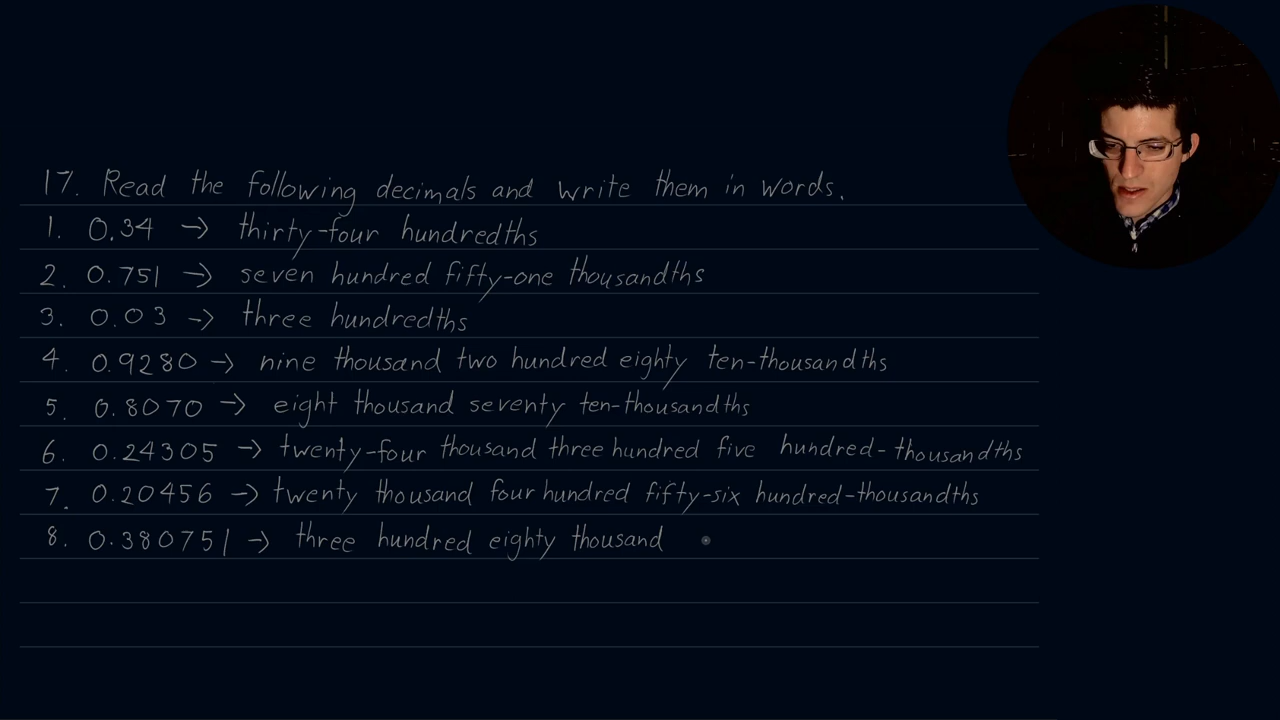 17. Read the following decimals and write them in words.
1. 0.34 → thirty-four hundredths
2. 0.751 → seven hundred fifty-one thousandths
3. 0.03 → three hundredths
4. 0.9280 → nine thousand two hundred eighty ten-thousandths
5. 0.8070 → eight thousand seventy ten-thousandths
6. 0.24305 → twenty-four thousand three hundred five hundred-thousandths
7. 0.20456 → twenty thousand four hundred fifty-six hundred-thousandths
8. 0.380751 → three hundred eighty thousand